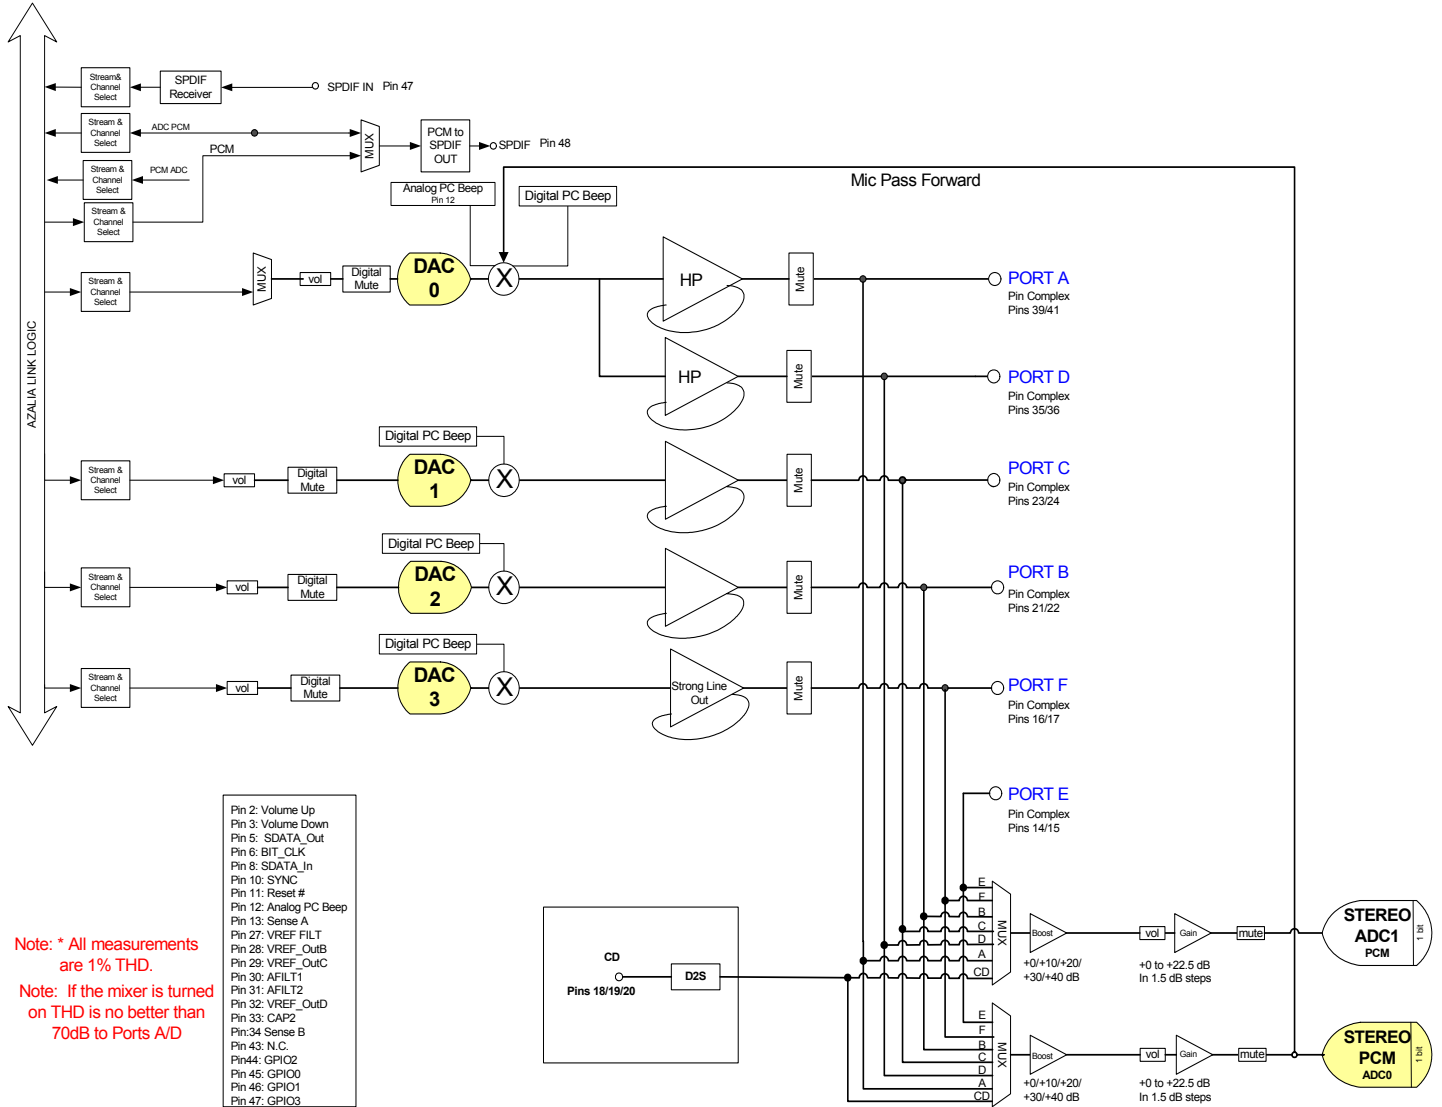 Stream&
Channel
Select
SPDIF
Receiver
SPDIF IN Pin 47
Stream &
Channel
Select
ADC PCM
MUX
PCM to
SPDIF
OUT
SPDIF Pin 48
PCM
Stream &
Channel
Select
PCM ADC
Stream &
Channel
Select
Mic Pass Forward
Analog PC Beep
Pin 12
Digital PC Beep
AZALIA LINK LOGIC
Stream &
Channel
Select
MUX
vol
Digital
Mute
DAC
0
X
HP
Mute
PORT A
Pin Complex
Pins 39/41
HP
Mute
PORT D
Pin Complex
Pins 35/36
Digital PC Beep
Stream &
Channel
Select
vol
Digital
Mute
DAC
1
X
Mute
PORT C
Pin Complex
Pins 23/24
Digital PC Beep
Stream &
Channel
Select
vol
Digital
Mute
DAC
2
X
Mute
PORT B
Pin Complex
Pins 21/22
Digital PC Beep
Stream &
Channel
Select
vol
Digital
Mute
DAC
3
X
Strong Line
Out
Mute
PORT F
Pin Complex
Pins 16/17
PORT E
Pin Complex
Pins 14/15
Pin 2: Volume Up
Pin 3: Volume Down
Pin 5: SDATA_Out
Pin 6: BIT_CLK
Pin 8: SDATA_In
Pin 10: SYNC
Pin 11: Reset #
Pin 12: Analog PC Beep
Pin 13: Sense A
Pin 27: VREF FILT
Pin 28: VREF_OutB
Pin 29: VREF_OutC
Pin 30: AFILT1
Pin 31: AFILT2
Pin 32: VREF_OutD
Pin 33: CAP2
Pin:34 Sense B
Pin 43: N.C.
Pin44: GPIO2
Pin 45: GPIO0
Pin 46: GPIO1
Pin 47: GPIO3
Note: * All measurements
are 1% THD.
Note: If the mixer is turned
on THD is no better than
70dB to Ports A/D
CD
Pins 18/19/20
D2S
E
F
B
C
D
A
CD
MUX
Boost
+0/+10/+20/
+30/+40 dB
vol
Gain
+0 to +22.5 dB
In 1.5 dB steps
mute
STEREO
ADC1
PCM
1 bit
E
F
B
C
D
A
CD
MUX
Boost
+0/+10/+20/
+30/+40 dB
vol
Gain
+0 to +22.5 dB
In 1.5 dB steps
mute
STEREO
PCM
ADC0
1 bit